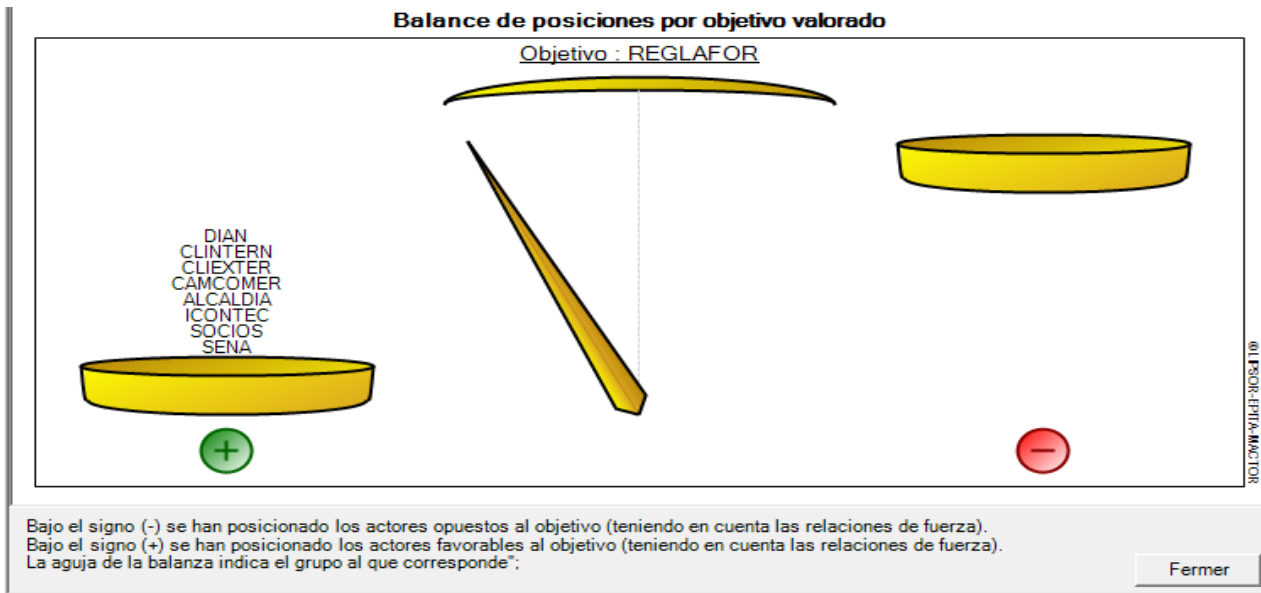 Balance de posiciones por objetivo valorado
Objetivo : REGLAFOR
DIAN
CLINTERN
CLIEXTER
CAMCOMER
ALCALDIA
ICONTEC
SOCIOS
SENA
+
−
@LIPSOR-EPITA-MACTOR
Bajo el signo (-) se han posicionado los actores opuestos al objetivo (teniendo en cuenta las relaciones de fuerza).
Bajo el signo (+) se han posicionado los actores favorables al objetivo (teniendo en cuenta las relaciones de fuerza).
La aguja de la balanza indica el grupo al que corresponde";
Fermer